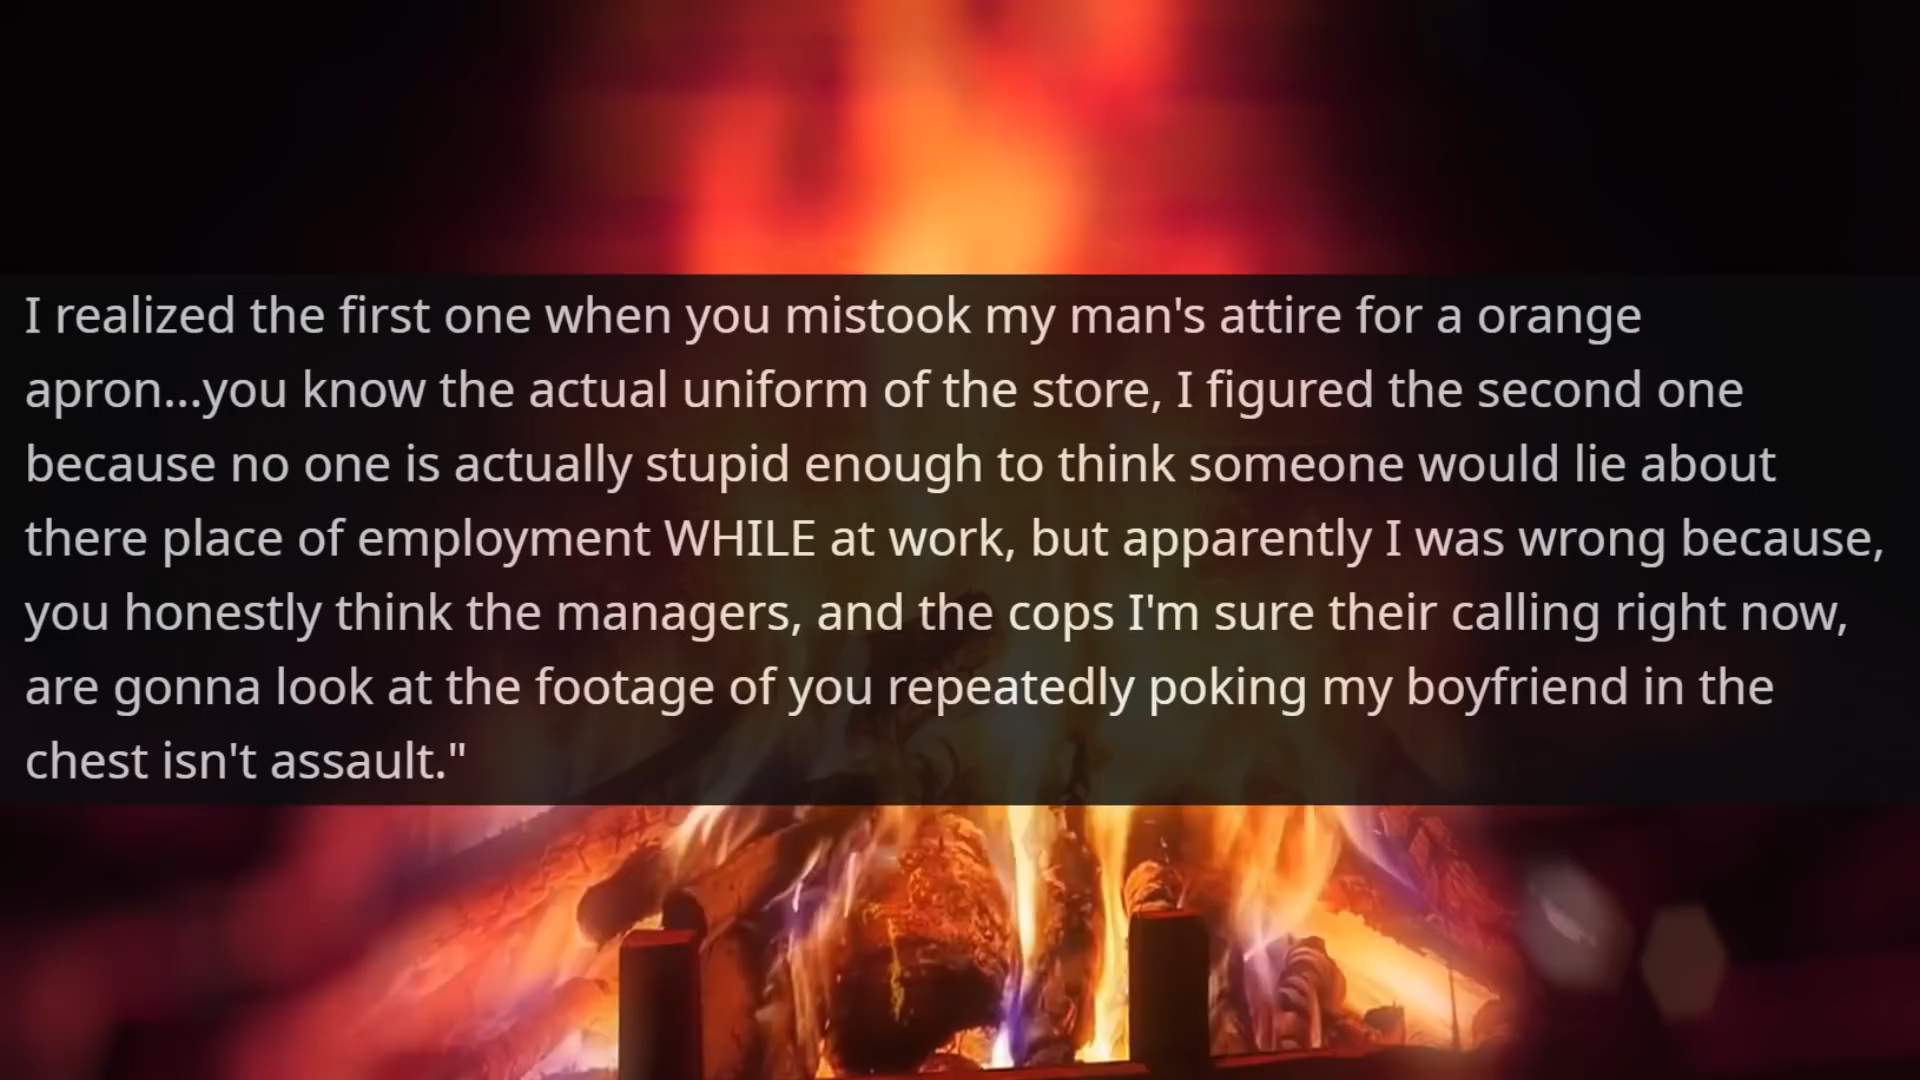 I realized the first one when you mistook my man's attire for a orange
apron...you know the actual uniform of the store, I figured the second one
because no one is actually stupid enough to think someone would lie about
there place of employment WHILE at work, but apparently I was wrong because,
you honestly think the managers, and the cops I'm sure their calling right now,
are gonna look at the footage of you repeatedly poking my boyfriend in the
chest isn't assault."